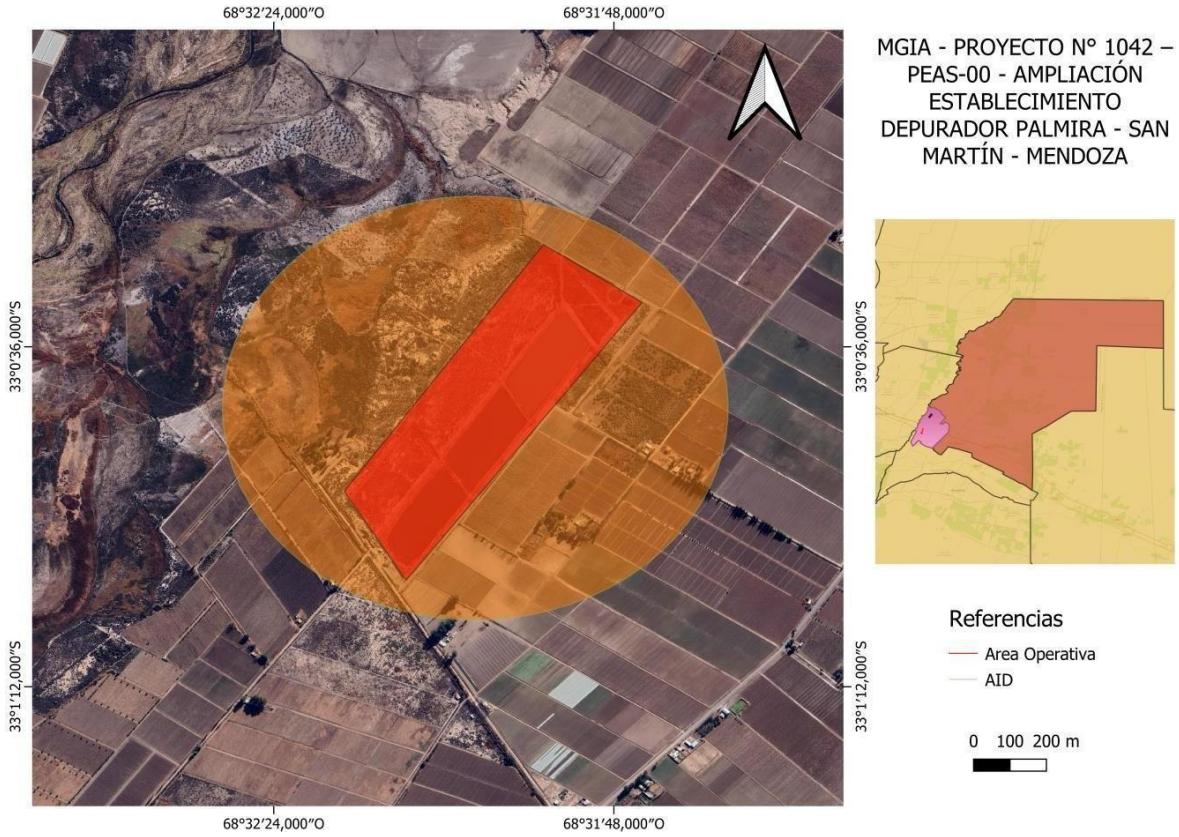 68°32'24,000"O
68°31'48,000"O
MGIA - PROYECTO N° 1042 –
PEAS-00 - AMPLIACIÓN
ESTABLECIMIENTO
DEPURADOR PALMIRA - SAN
MARTÍN - MENDOZA
33°0'36,000"S
33°0'36,000"S
33°1'12,000"S
33°1'12,000"S
Referencias
Area Operativa
AID
0 100 200 m
68°32'24,000"O
68°31'48,000"O